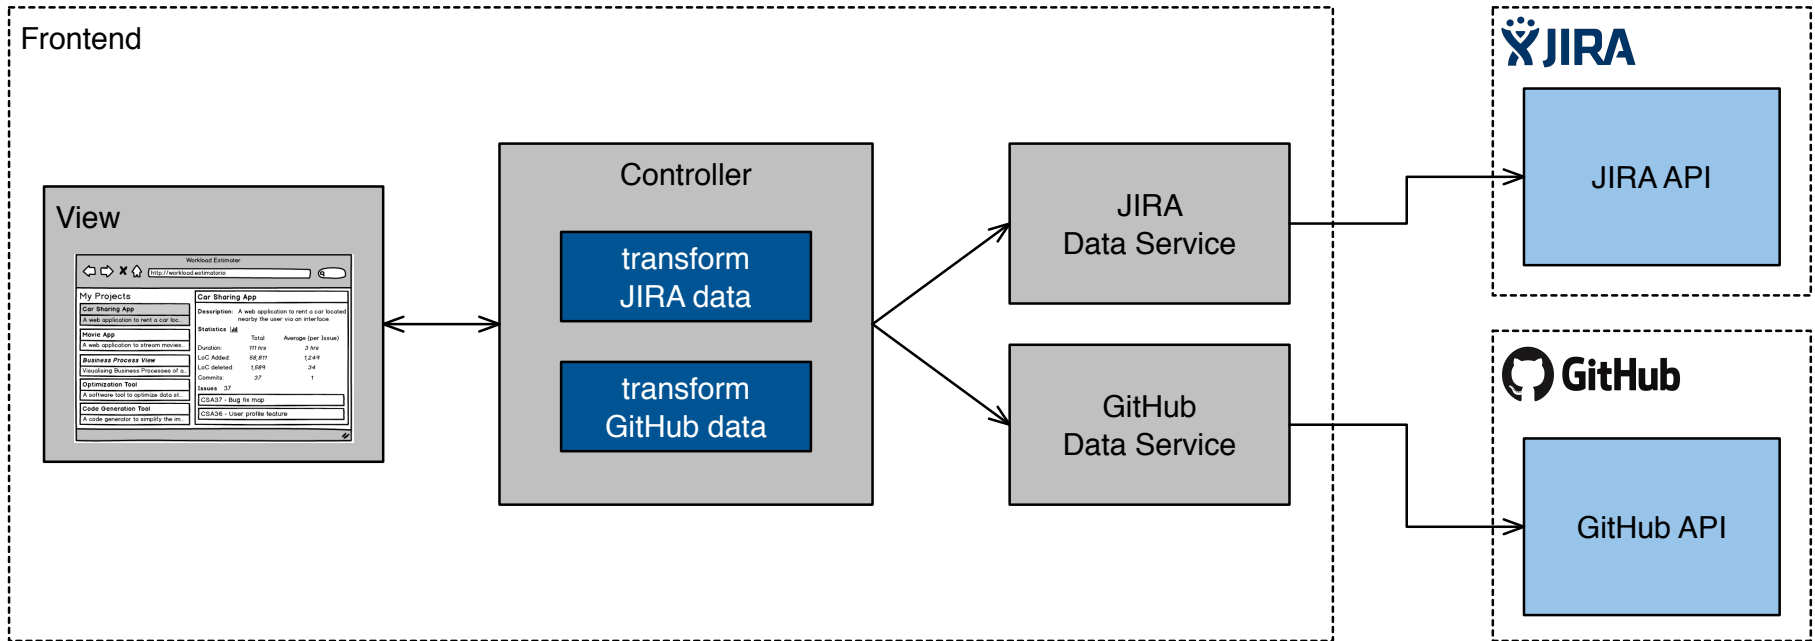 Frontend
View
Workload Estimater
http://workload.estimator.io
My Projects
Car Sharing App
A web application to rent a car loc...
Movie App
A web application to stream movies...
Business Process View
Visualising Business Processes of a...
Optimization Tool
A software tool to optimize data st...
Code Generation Tool
A code generator to simplify the im...
Car Sharing App
Description: A web application to rent a car located
nearby the user via an interface.
Statistics
Total Average (per Issue)
Duration: 111 hrs 3 hrs
LoC Added: 58,811 1,249
LoC deleted: 1,589 34
Commits: 37 1
Issues 37
CSA37 - Bug fix map
CSA36 - User profile feature
Controller
transform
JIRA data
transform
GitHub data
JIRA
Data Service
GitHub
Data Service
JIRA
JIRA API
GitHub
GitHub API